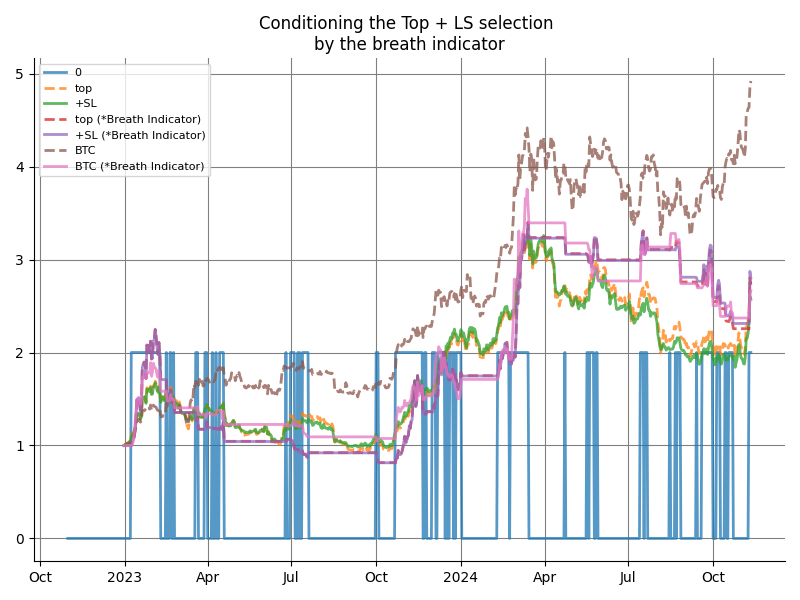 Conditioning the Top + LS selection
by the breath indicator
0
top
+SL
top (*Breath Indicator)
+SL (*Breath Indicator)
BTC
BTC (*Breath Indicator)
5
4
3
2
1
0
Oct
2023
Apr
Jul
Oct
2024
Apr
Jul
Oct